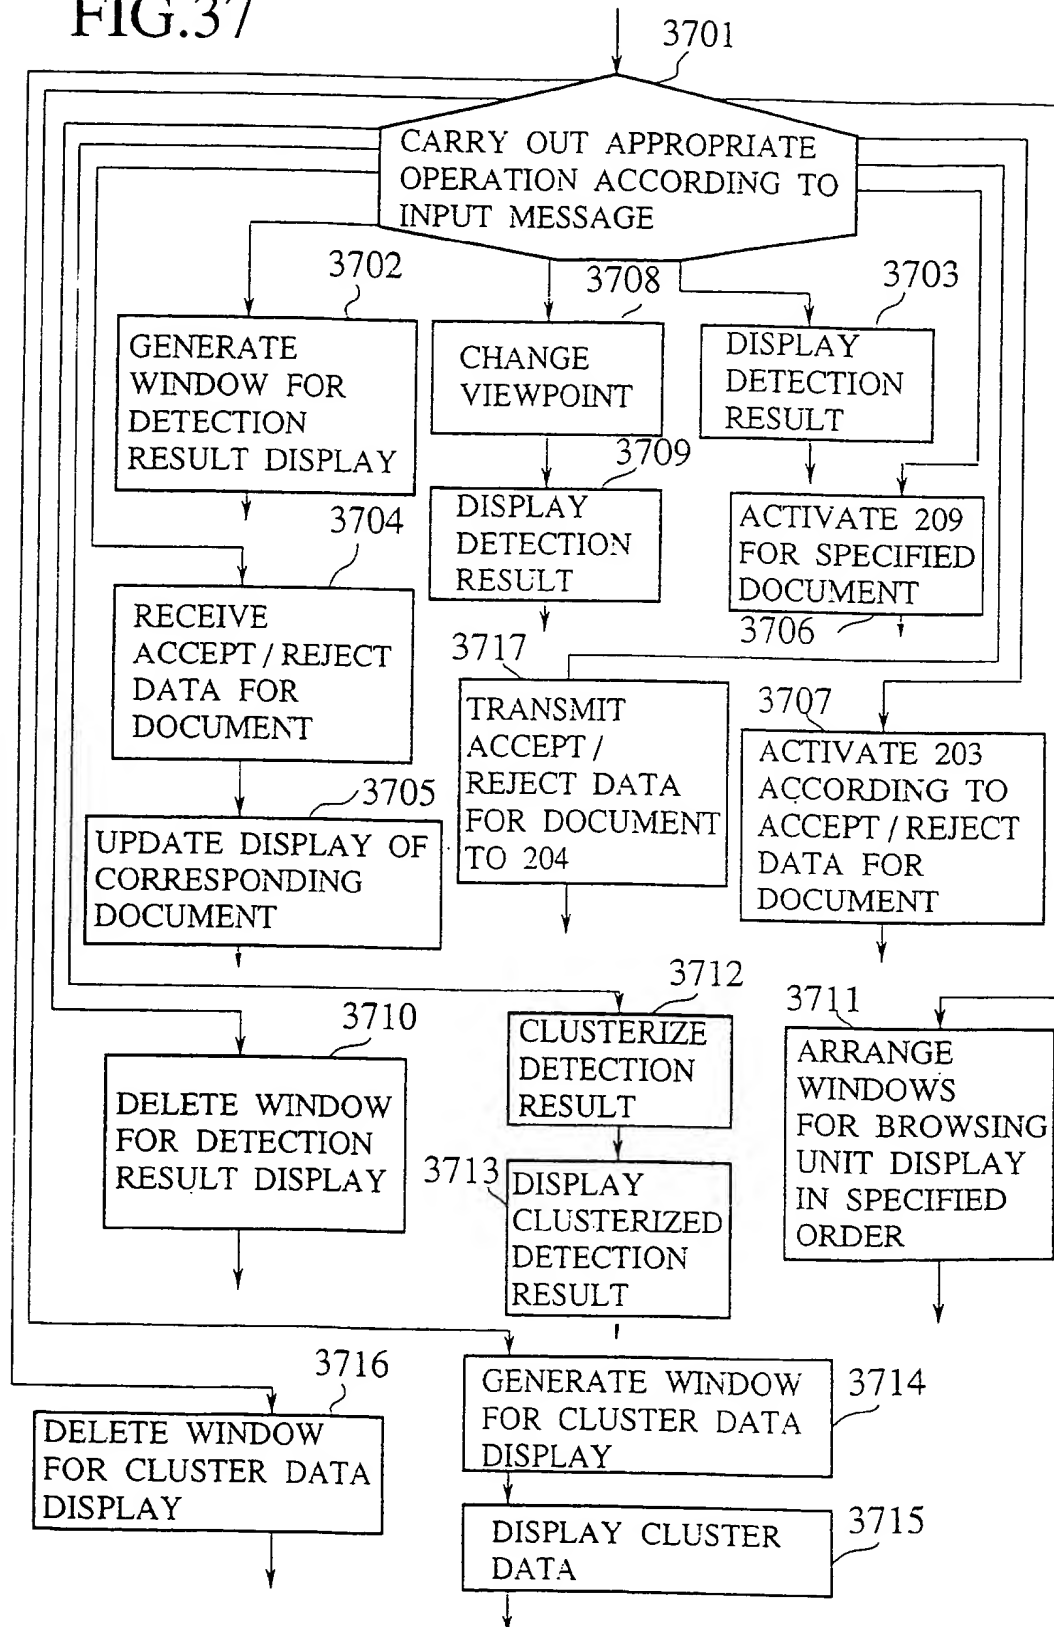 FIG.37
3701
CARRY OUT APPROPRIATE
OPERATION ACCORDING TO
INPUT MESSAGE
3702
GENERATE
WINDOW FOR
DETECTION
RESULT DISPLAY
3708
CHANGE
VIEWPOINT
3703
DISPLAY
DETECTION
RESULT
3709
DISPLAY
DETECTION
RESULT
ACTIVATE 209
FOR SPECIFIED
DOCUMENT
3706
3704
RECEIVE
ACCEPT/REJECT
DATA FOR
DOCUMENT
3717
TRANSMIT
ACCEPT/
REJECT DATA
FOR DOCUMENT
TO 204
3707
ACTIVATE 203
ACCORDING TO
ACCEPT/REJECT
DATA FOR
DOCUMENT
3705
UPDATE DISPLAY OF
CORRESPONDING
DOCUMENT
3710
DELETE WINDOW
FOR DETECTION
RESULT DISPLAY
3712
CLUSTERIZE
DETECTION
RESULT
3711
ARRANGE
WINDOWS
FOR BROWSING
UNIT DISPLAY
IN SPECIFIED
ORDER
3713
DISPLAY
CLUSTERIZED
DETECTION
RESULT
3716
DELETE WINDOW
FOR CLUSTER DATA
DISPLAY
GENERATE WINDOW
FOR CLUSTER DATA
DISPLAY
3714
DISPLAY CLUSTER
DATA
3715